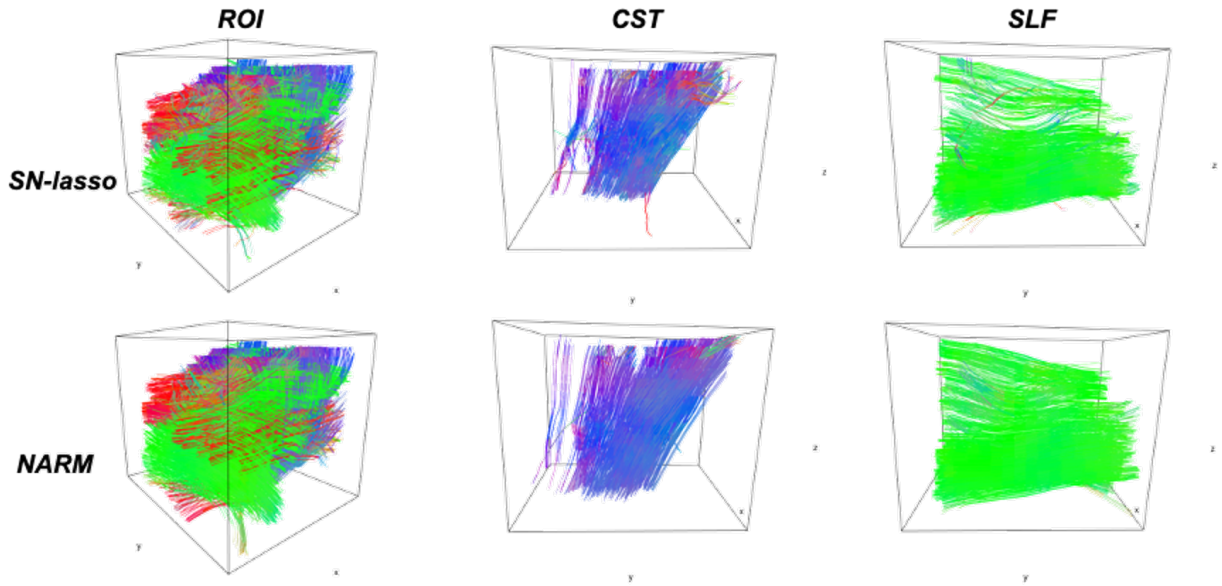 ROI CST SLF
SN-lasso
z z
y x x x
y y
NARM
z z
y x x x
y y